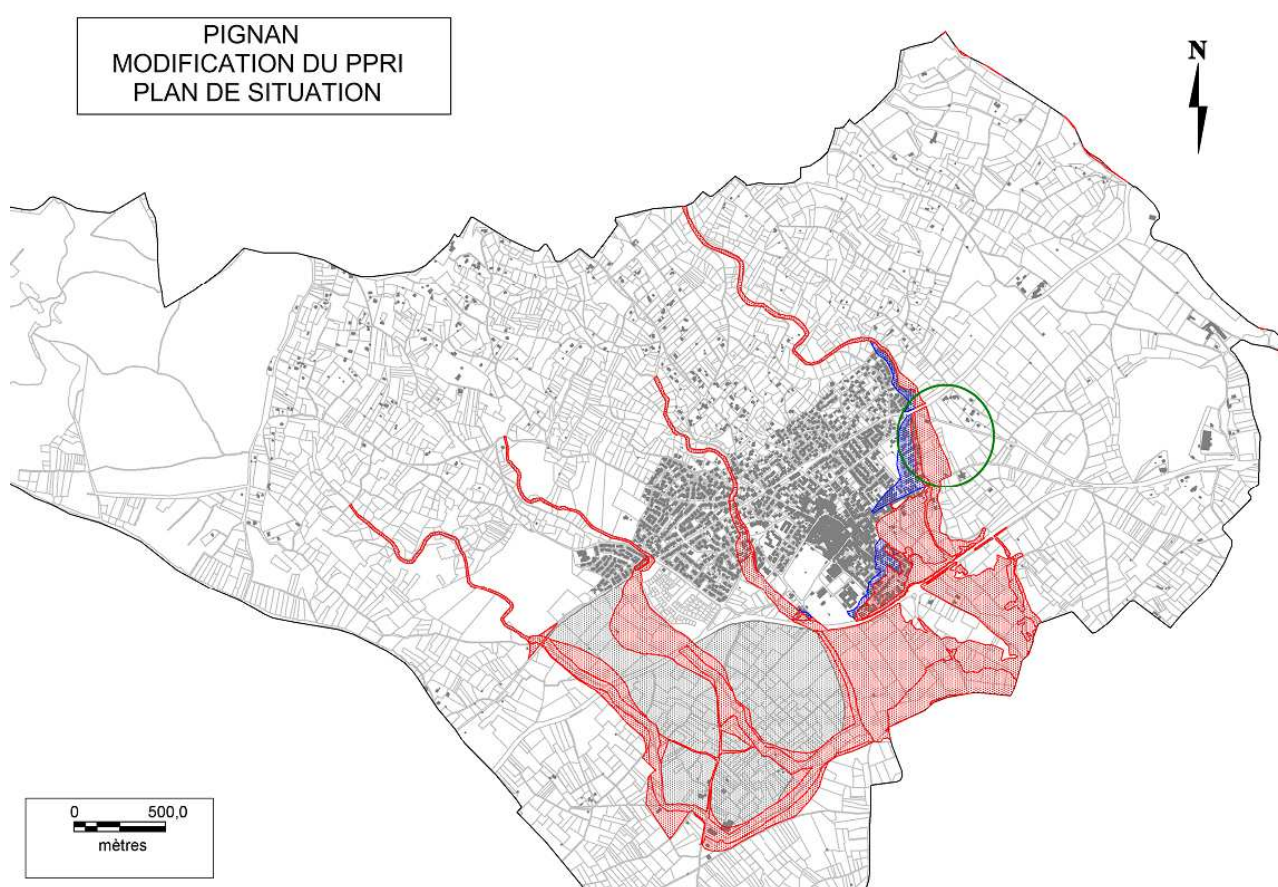 PIGNAN
MODIFICATION DU PPRI
PLAN DE SITUATION
N
0 500,0
mètres